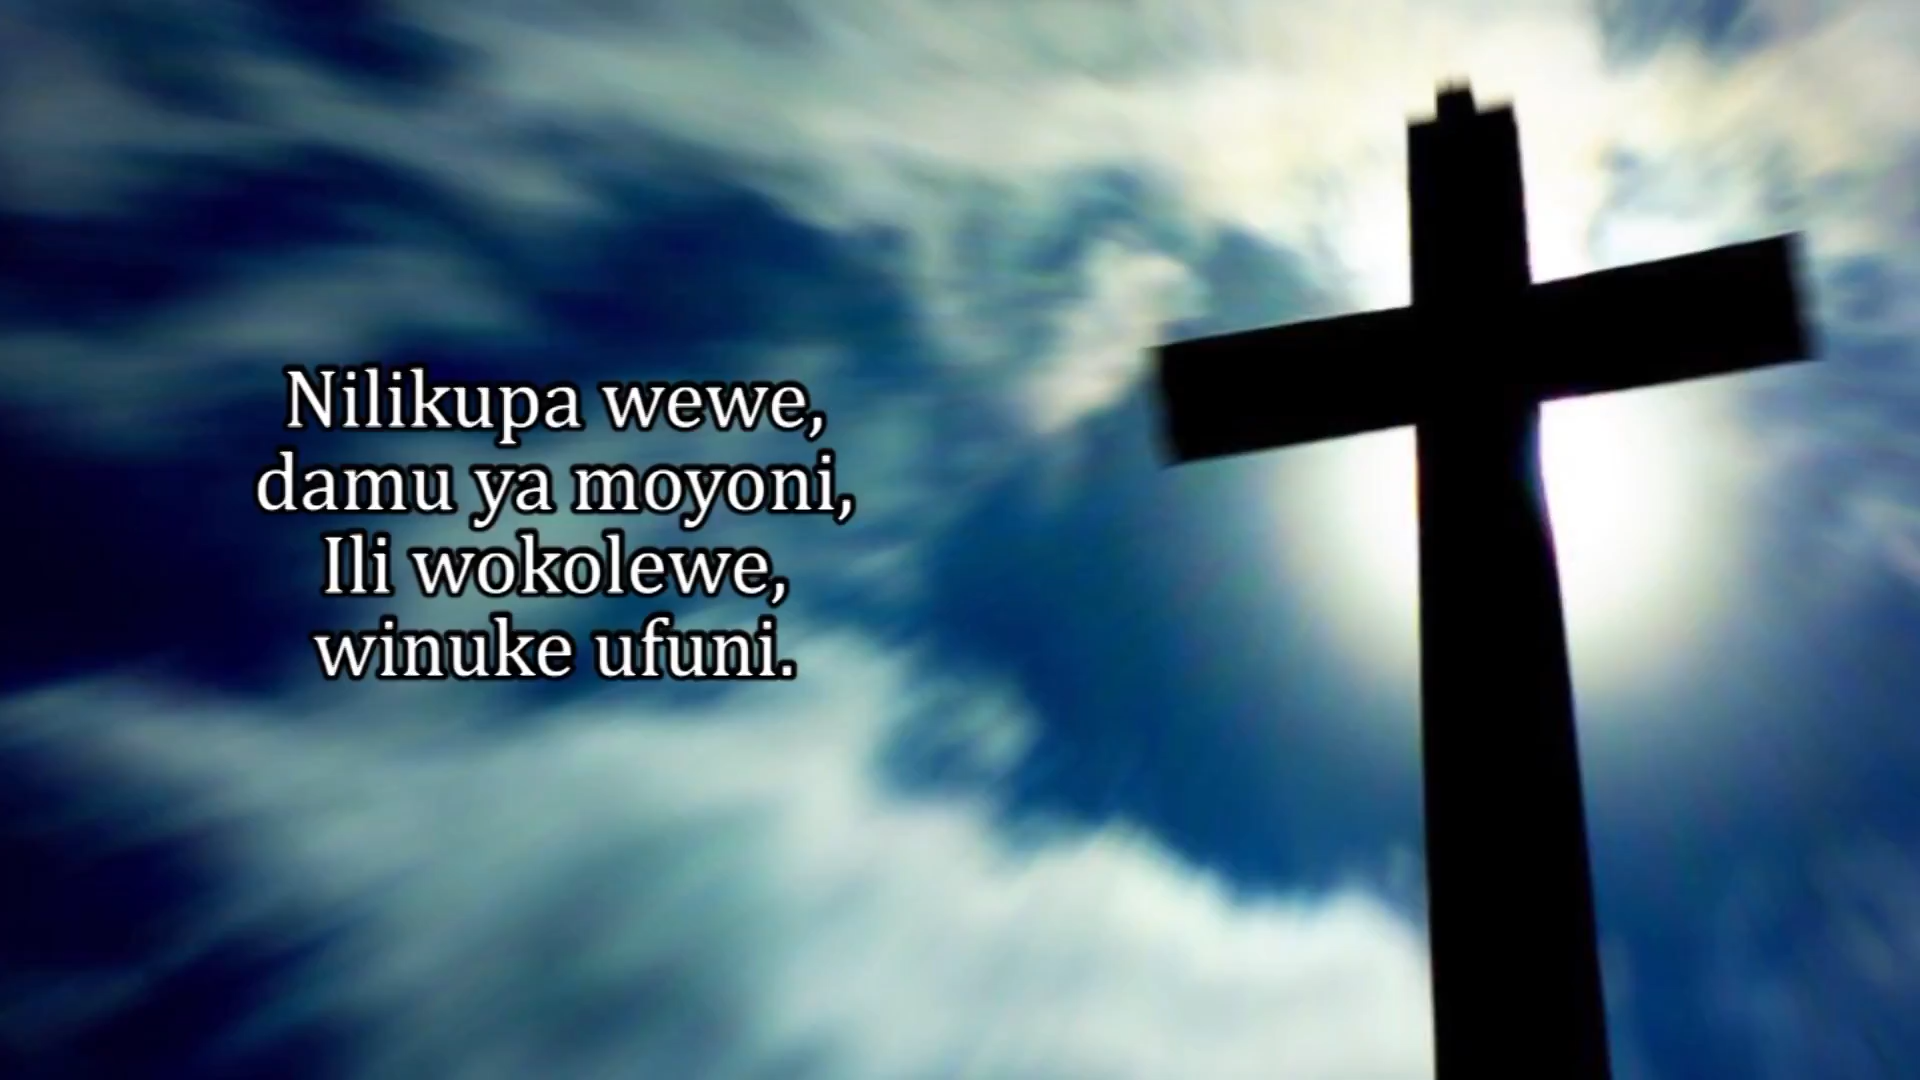 Nilikupa wewe,
damu ya moyoni,
Ili wokolewe,
winuke ufuni.